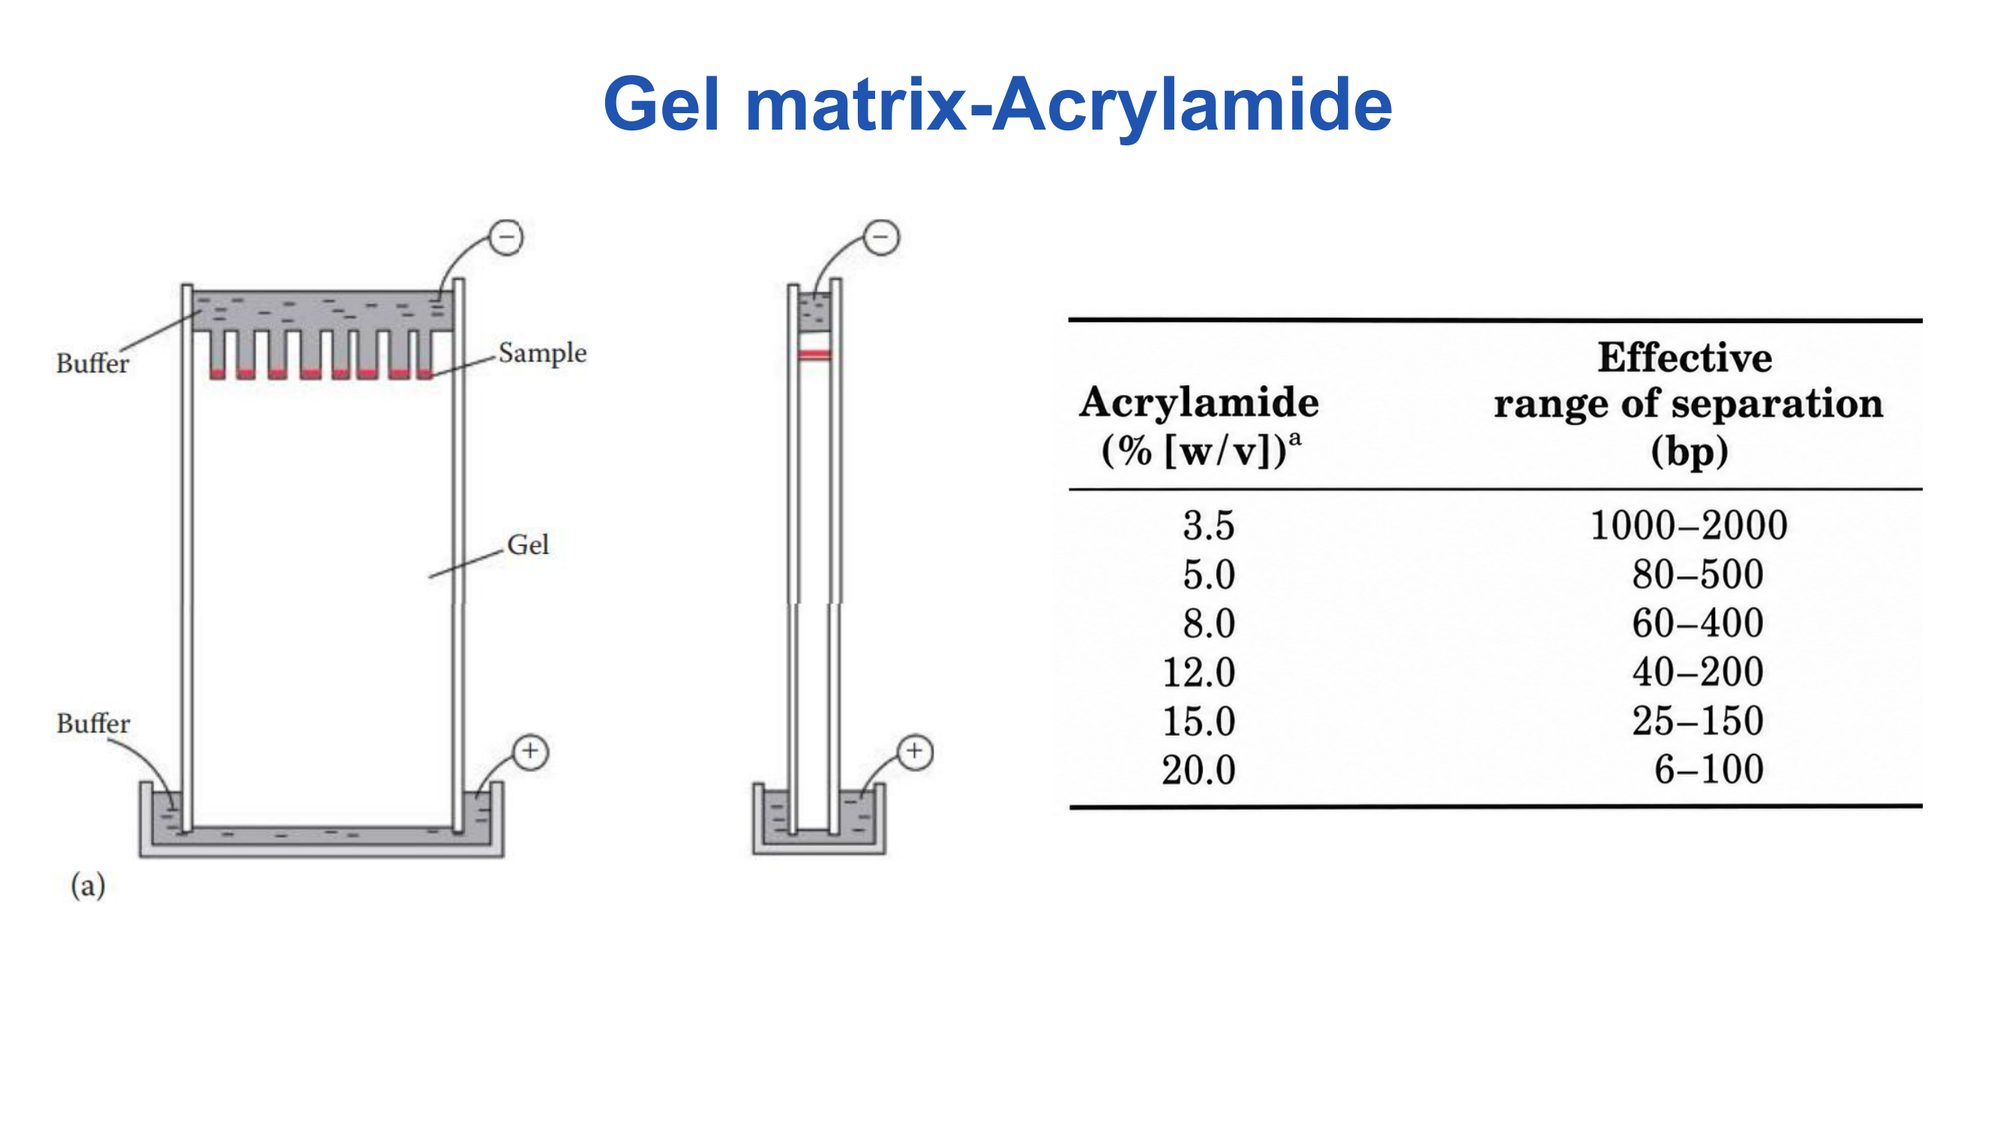 Gel matrix-Acrylamide
−
Buffer
Sample
Gel
Buffer
+
(a)
−
+
Acrylamide
(% [w/v])ᵃ
Effective
range of separation
(bp)
3.5 1000–2000
5.0 80–500
8.0 60–400
12.0 40–200
15.0 25–150
20.0 6–100